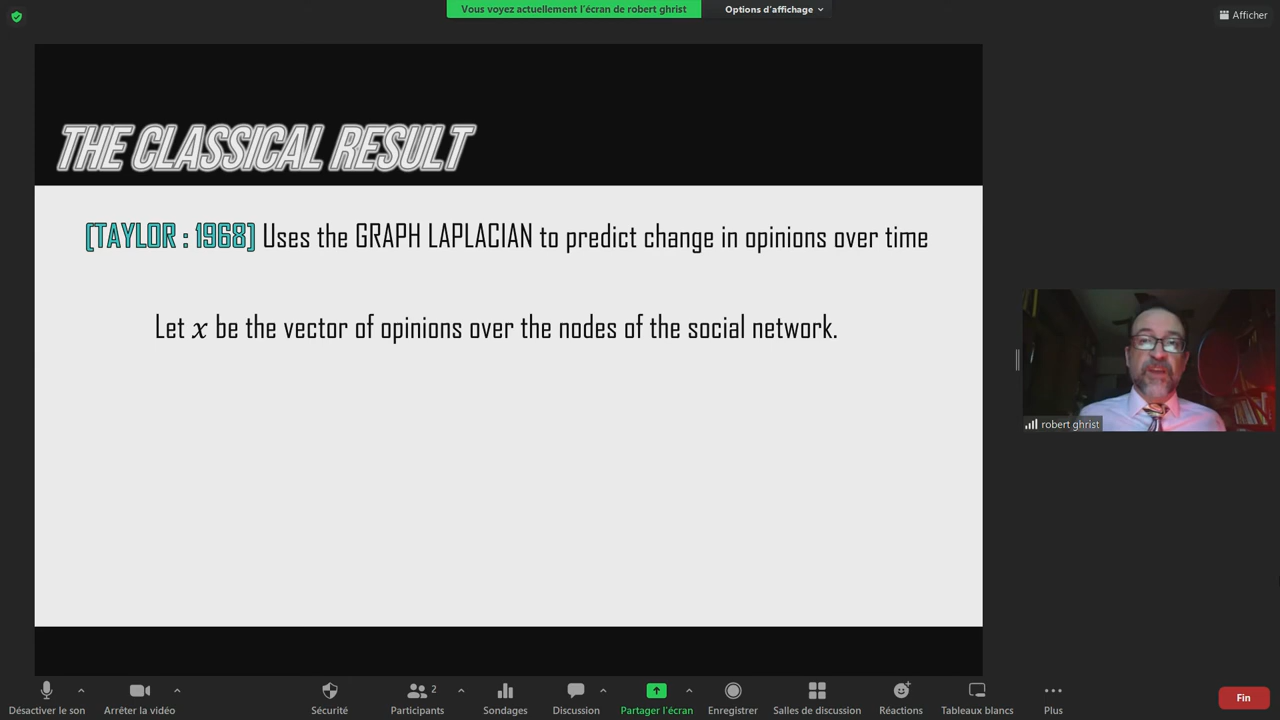 Vous voyez actuellement l'écran de robert ghrist
Options d'affichage
Afficher
THE CLASSICAL RESULT
[TAYLOR : 1968] Uses the GRAPH LAPLACIAN to predict change in opinions over time
Let x be the vector of opinions over the nodes of the social network.
robert ghrist
2
Désactiver le son
Arrêter la vidéo
Sécurité
Participants
Sondages
Discussion
Partager l'écran
Enregistrer
Salles de discussion
Réactions
Tableaux blancs
Plus
Fin